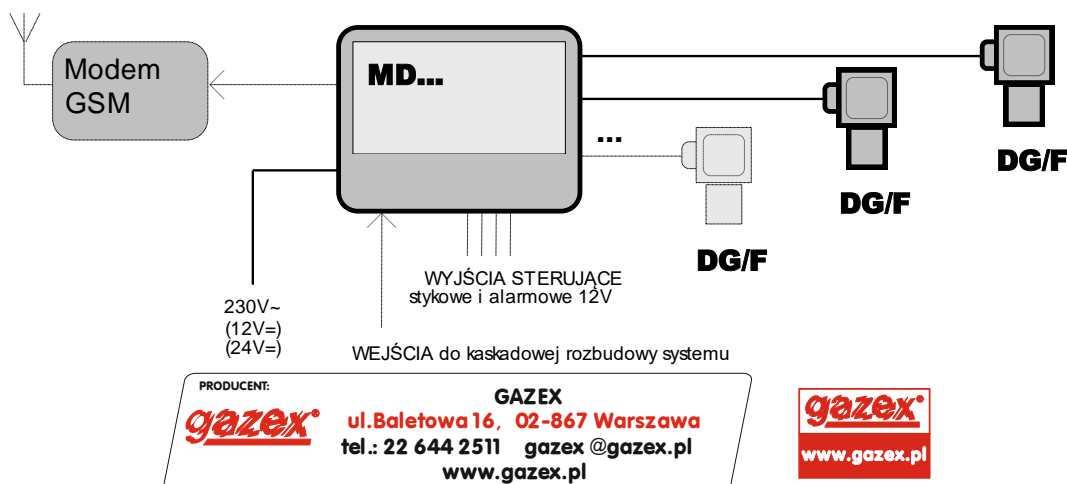 Modem
GSM
MD...
...
DG/F
DG/F
DG/F
WYJŚCIA STERUJĄCE
stykowe i alarmowe 12V
230V~
(12V=)
(24V=)
WEJŚCIA do kaskadowej rozbudowy systemu
PRODUCENT:
gazex®
GAZEX
ul.Baletowa 16, 02-867 Warszawa
tel.: 22 644 2511 gazex @gazex.pl
www.gazex.pl
gazex®
www.gazex.pl